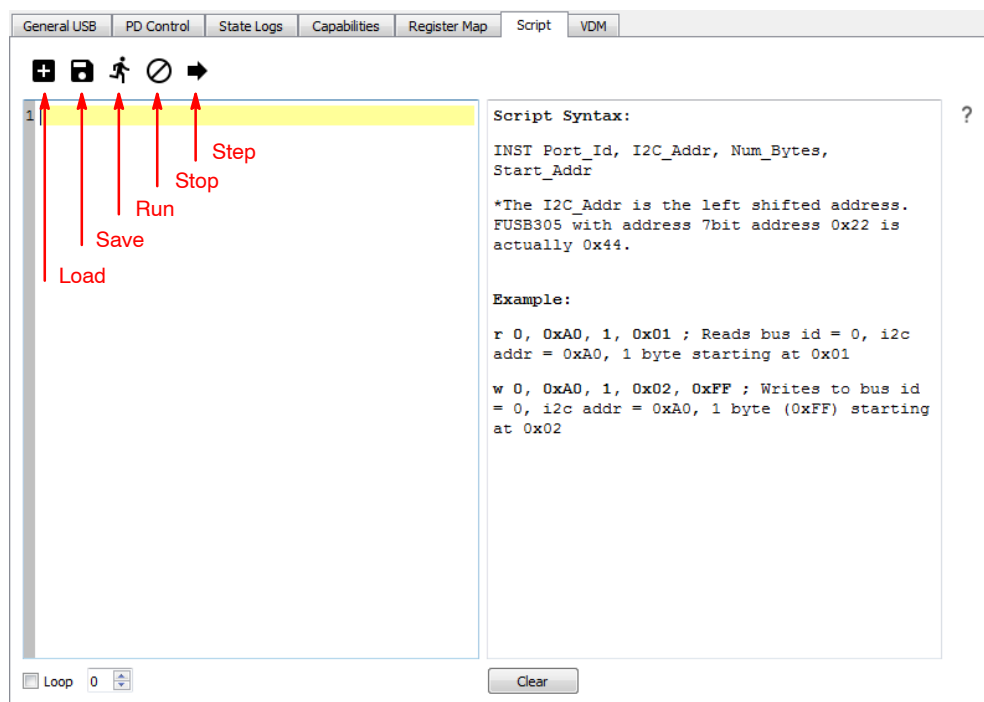 General USB PD Control State Logs Capabilities Register Map Script VDM
1
Step
Stop
Run
Save
Load
Script Syntax:
INST Port_Id, I2C_Addr, Num_Bytes,
Start_Addr
*The I2C_Addr is the left shifted address.
FUSB305 with address 7bit address 0x22 is
actually 0x44.
Example:
r 0, 0xA0, 1, 0x01 ; Reads bus id = 0, i2c
addr = 0xA0, 1 byte starting at 0x01
w 0, 0xA0, 1, 0x02, 0xFF ; Writes to bus id
= 0, i2c addr = 0xA0, 1 byte (0xFF) starting
at 0x02
?
Loop 0
Clear